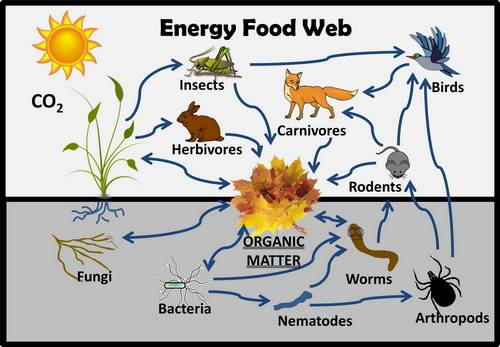 Energy Food Web
CO2
Insects
Birds
Herbivores
Carnivores
Rodents
ORGANIC
MATTER
Fungi
Worms
Bacteria
Nematodes
Arthropods